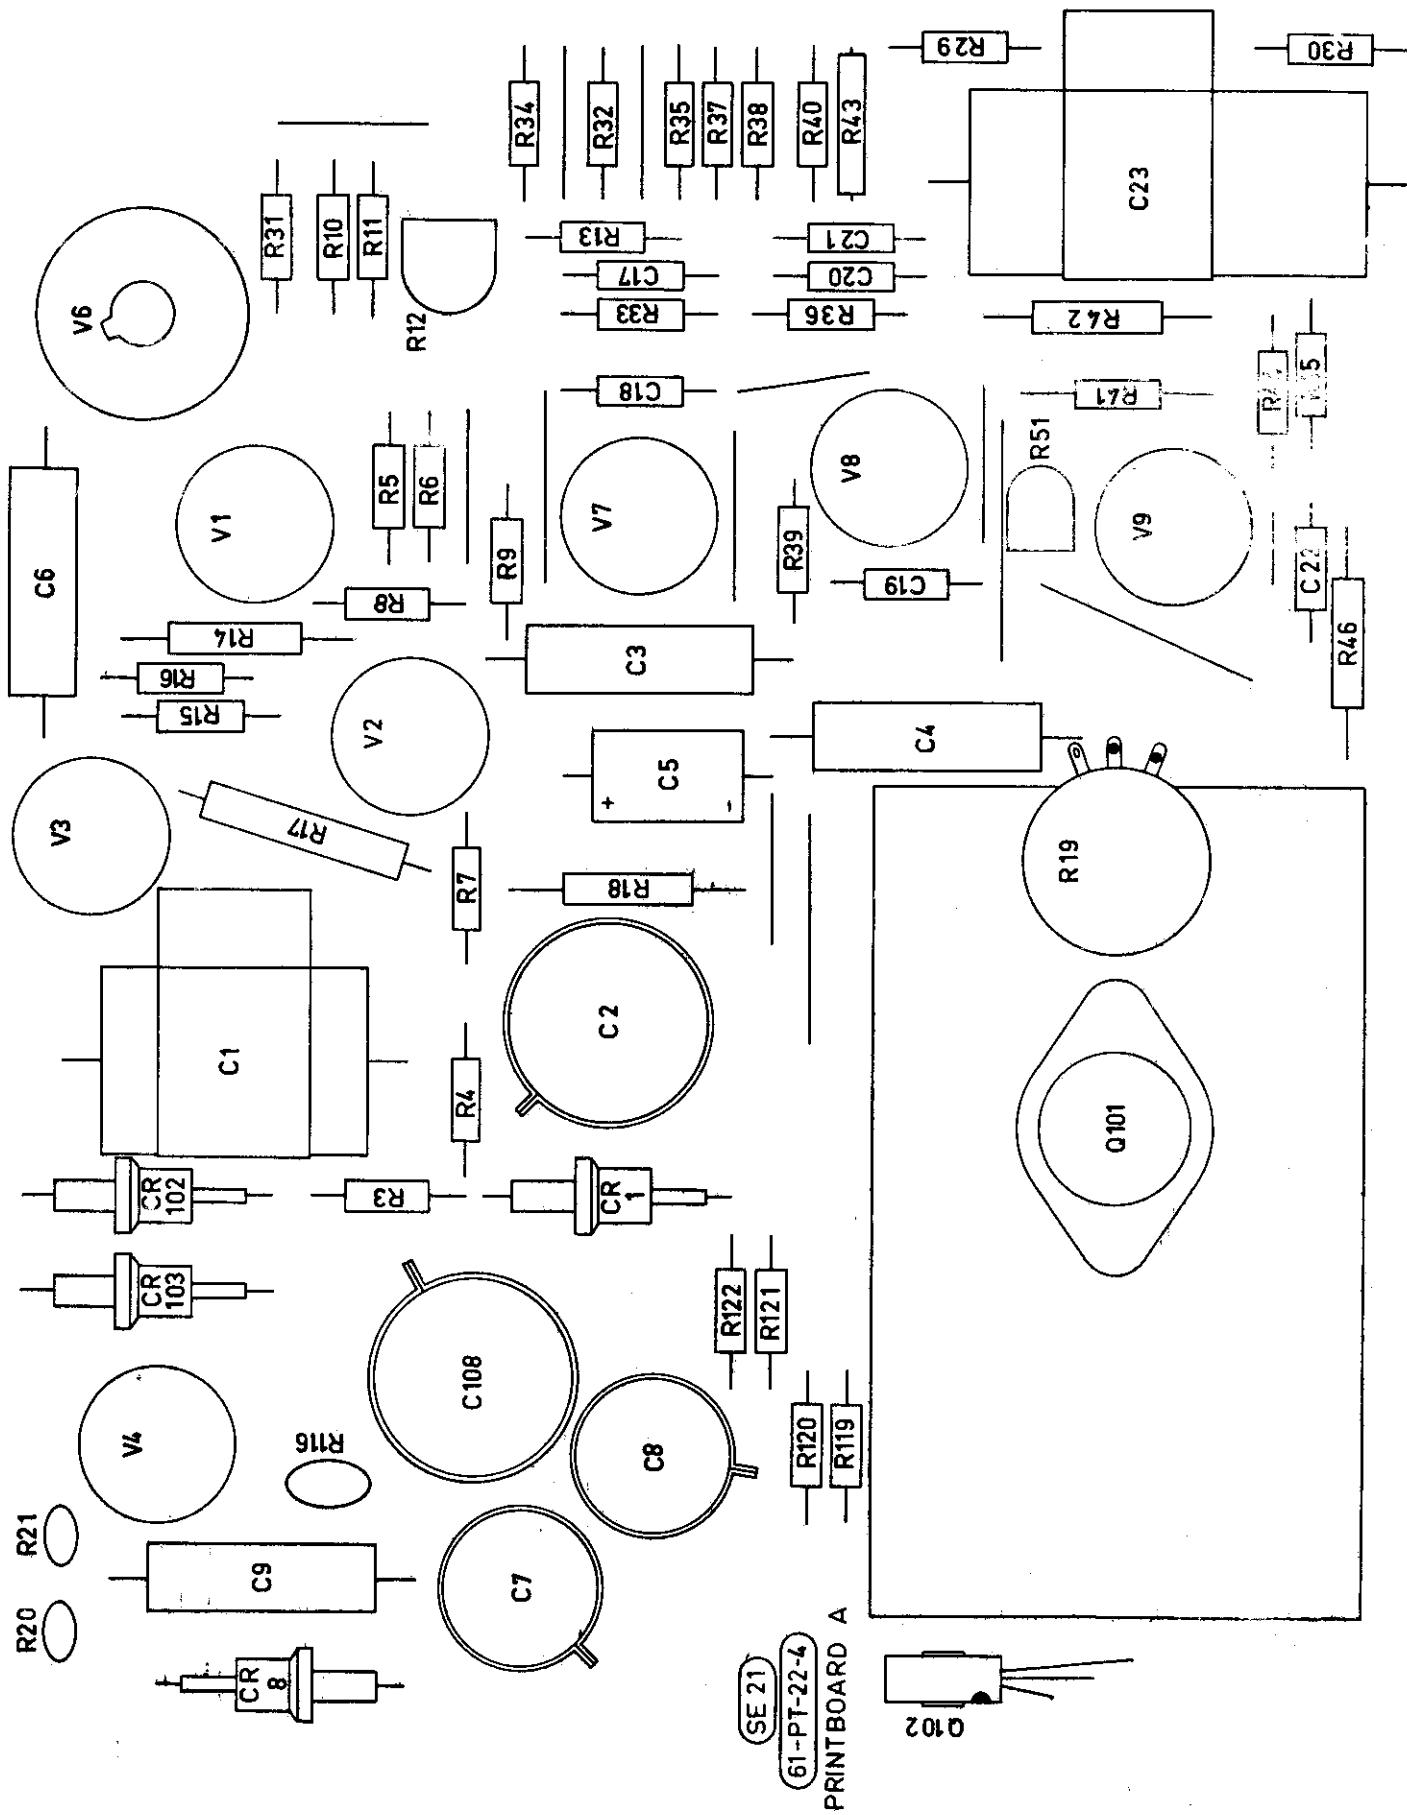 R29
R30
R34
R32
R35
R37
R38
R40
R43
C23
R31
R10
R11
R12
R13
C17
R33
C21
C20
R36
R42
V6
C18
R41
R51
V8
C6
V1
R5
R6
R9
V7
R39
C19
V9
C22
R46
R8
R14
R16
R15
V2
C3
C4
C5
+
-
V3
R17
R7
R18
R19
C1
C2
R4
Q101
CR
102
R3
CR
1
CR
103
R122
R121
C108
V4
R116
C8
R120
R119
R21
C9
C7
R20
CR
8
SE 21
61-PT-22-4
PRINTBOARD A
Q102